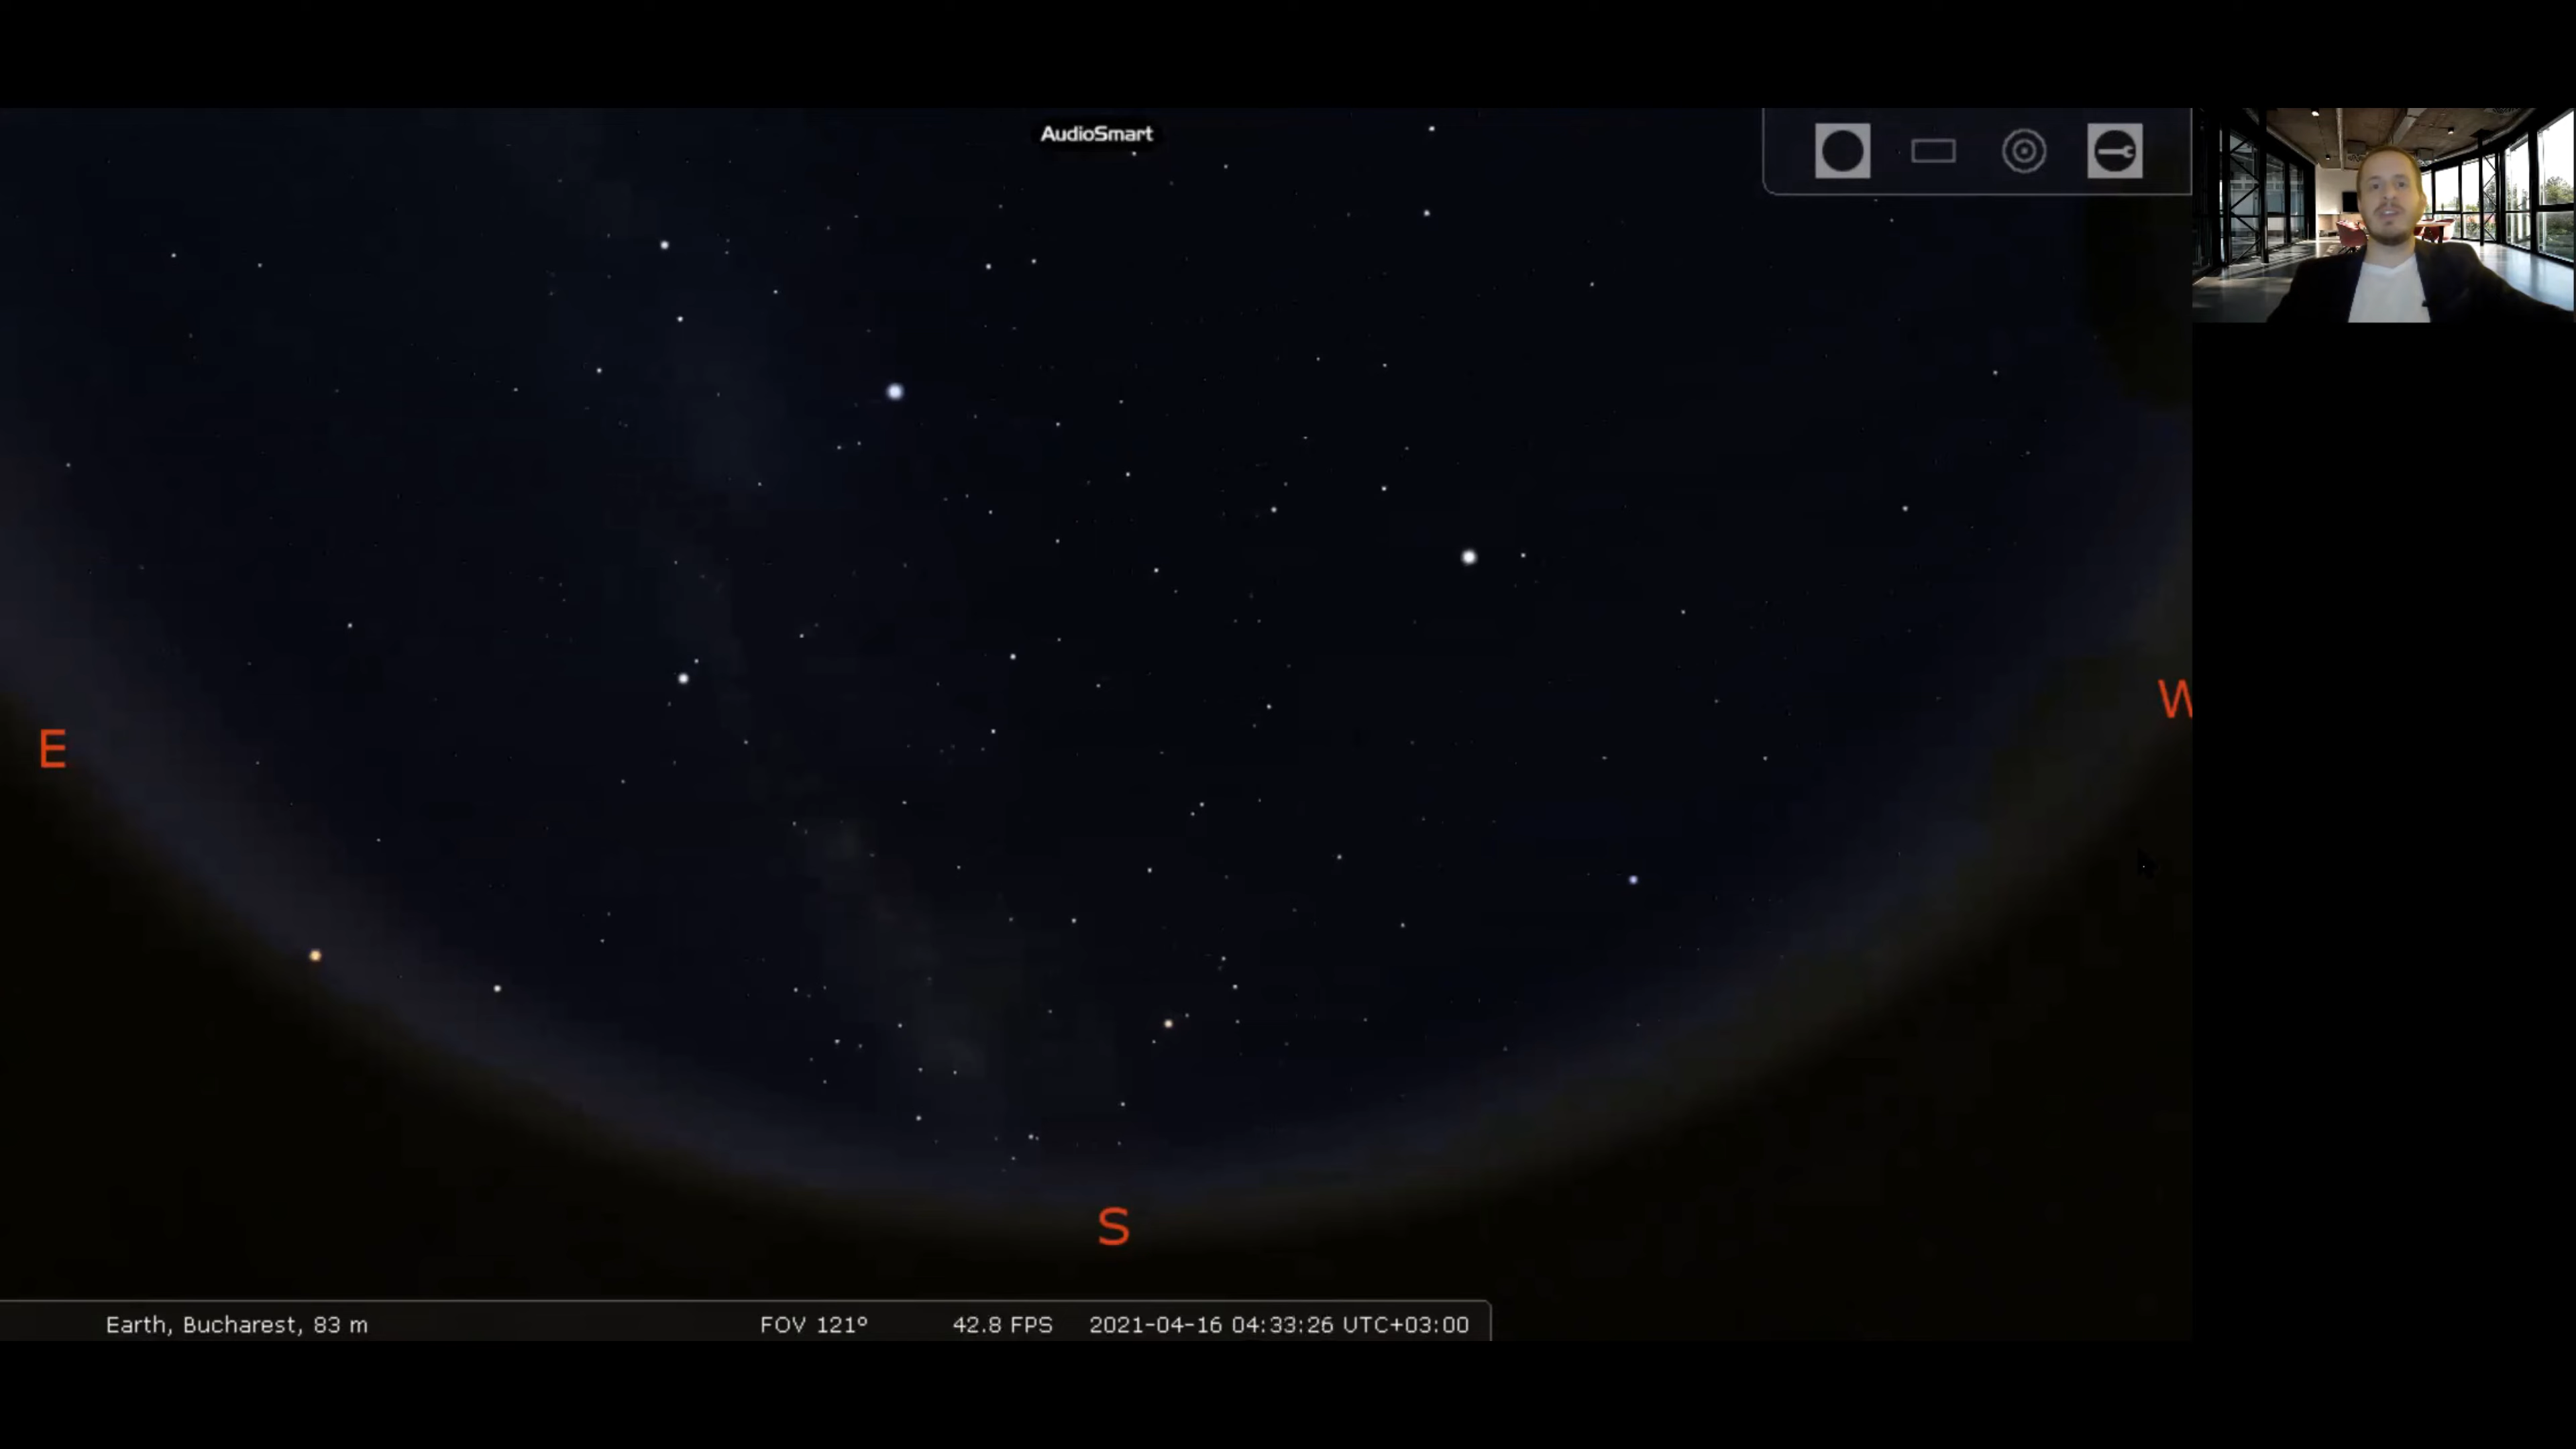 AudioSmart
E
W
S
Earth, Bucharest, 83 m
FOV 121°
42.8 FPS
2021-04-16 04:33:26 UTC+03:00